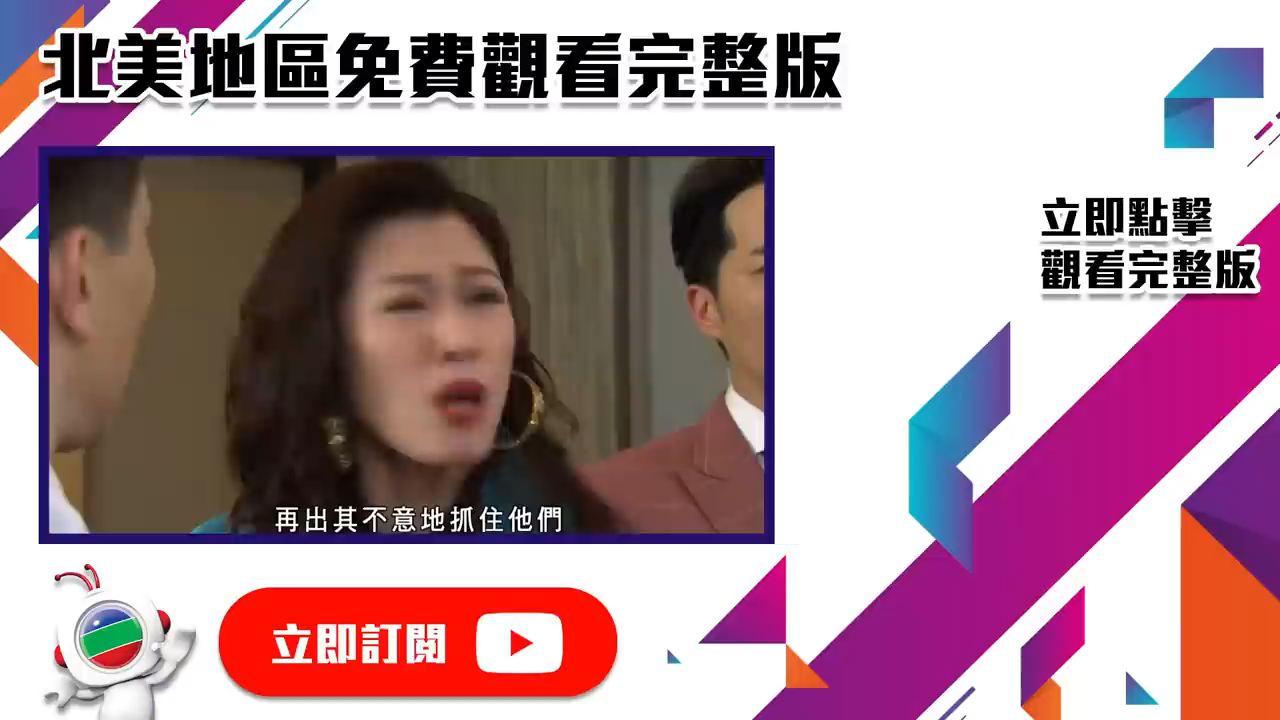 北美地區免費觀看完整版
立即點擊
觀看完整版
再出其不意地抓住他們
立即訂閱